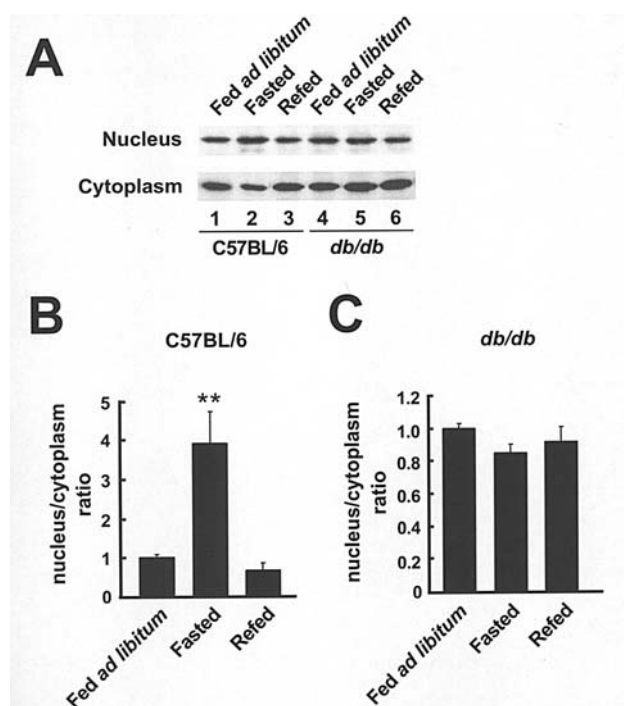 A
Fed ad libitum Fasted Refed Fed ad libitum Fasted Refed
Nucleus
Cytoplasm
1 2 3 4 5 6
C57BL/6 db/db
B
C57BL/6
nucleus/cytoplasm
ratio
5
4
3
2
1
0
**
Fed ad libitum Fasted Refed
C
db/db
nucleus/cytoplasm
ratio
1.2
1.0
0.8
0.6
0.4
0.2
0
Fed ad libitum Fasted Refed